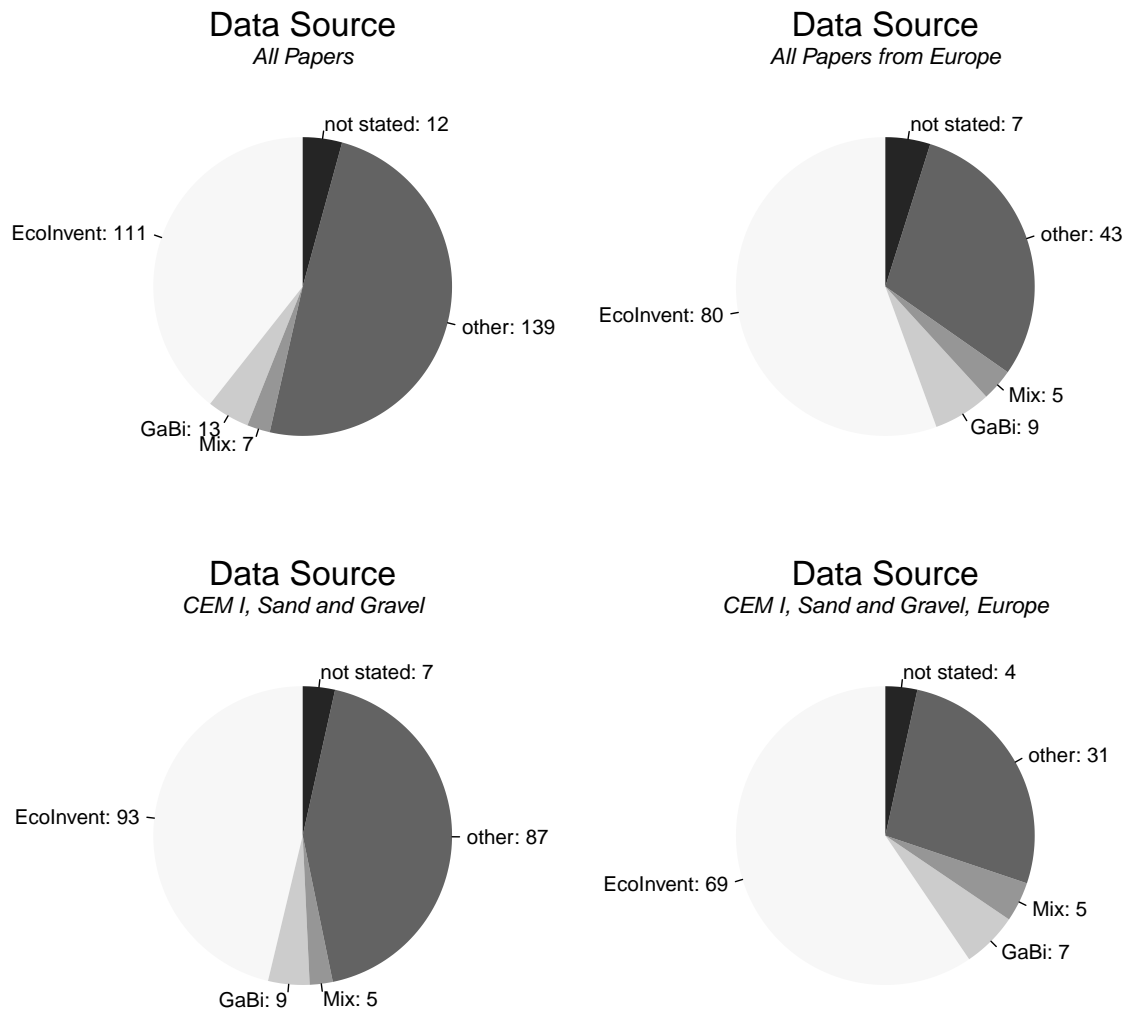 Data Source
All Papers
not stated: 12
EcoInvent: 111
other: 139
GaBi: 13
Mix: 7
Data Source
All Papers from Europe
not stated: 7
other: 43
EcoInvent: 80
Mix: 5
GaBi: 9
Data Source
CEM I, Sand and Gravel
not stated: 7
EcoInvent: 93
other: 87
GaBi: 9
Mix: 5
Data Source
CEM I, Sand and Gravel, Europe
not stated: 4
other: 31
EcoInvent: 69
Mix: 5
GaBi: 7